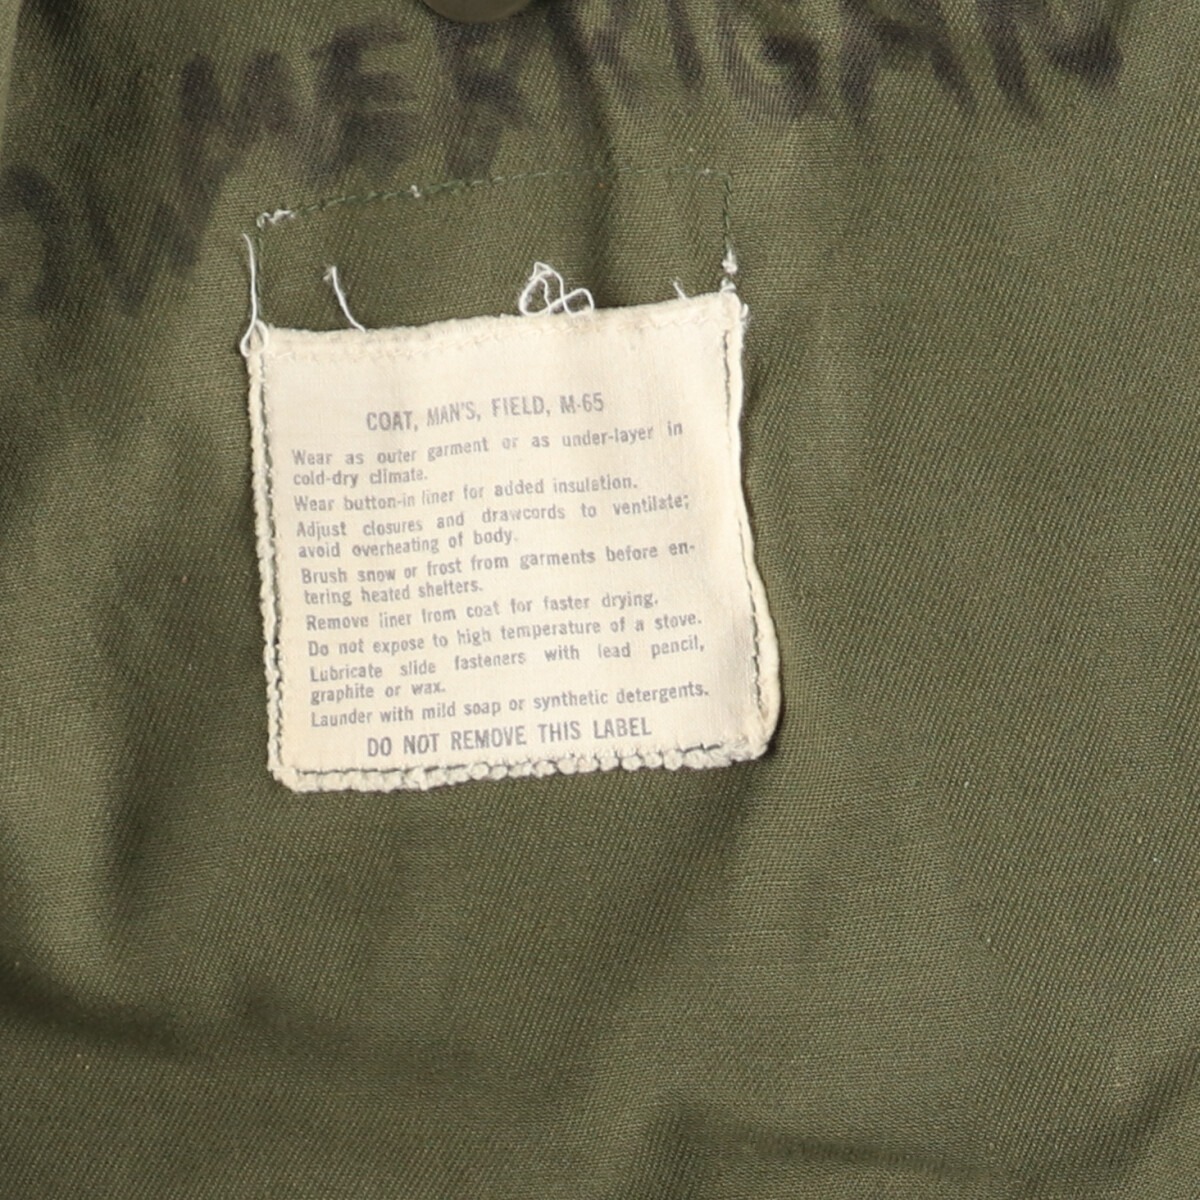 W MERRIGAN
COAT, MAN'S, FIELD, M-65
Wear as outer garment or as under-layer in
cold-dry climate.
Wear button-in liner for added insulation.
Adjust closures and drawcords to ventilate;
avoid overheating of body.
Brush snow or frost from garments before en-
tering heated shelters.
Remove liner from coat for faster drying.
Do not expose to high temperature of a stove.
Lubricate slide fasteners with lead pencil,
graphite or wax.
Launder with mild soap or synthetic detergents.
DO NOT REMOVE THIS LABEL